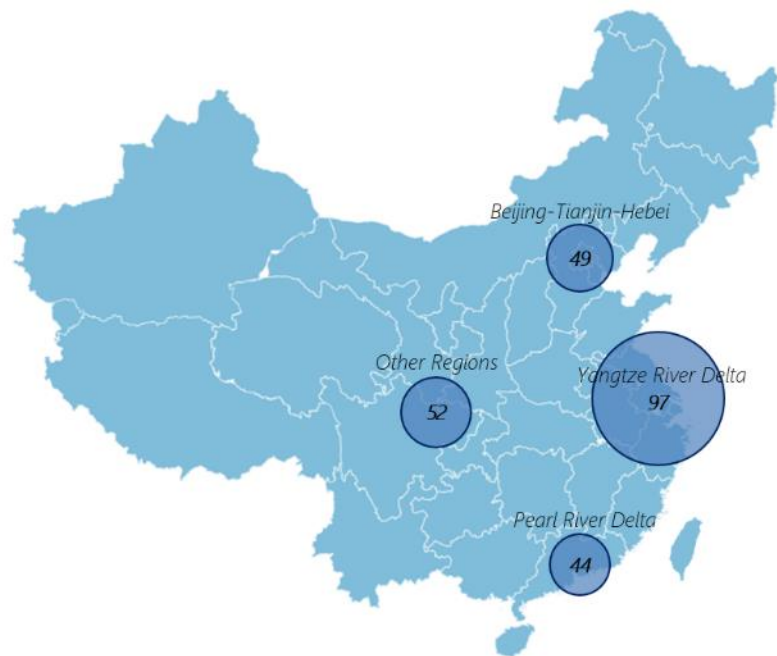 Beijing-Tianjin-Hebei
49
Other Regions
52
Yangtze River Delta
97
Pearl River Delta
44